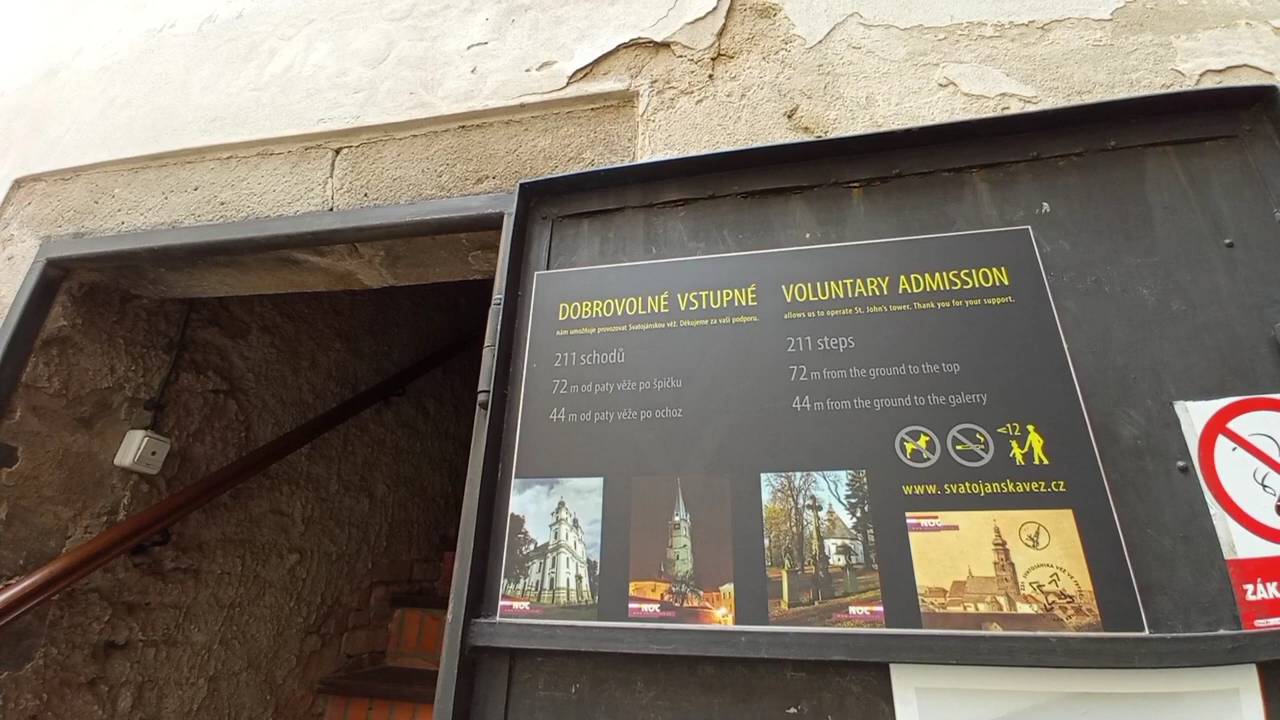 DOBROVOLNÉ VSTUPNÉ
nám umožňuje provozovat Svatojánskou věž. Děkujeme za vaši podporu.
211 schodů
72 m od paty věže po špičku
44 m od paty věže po ochoz
VOLUNTARY ADMISSION
allows us to operate St. John's tower. Thank you for your support.
211 steps
72 m from the ground to the top
44 m from the ground to the galerry
<12
www.svatojanskavez.cz
NOC
NOC
NOC
NOC
SVATOJÁNSKA VĚŽ
ZÁK